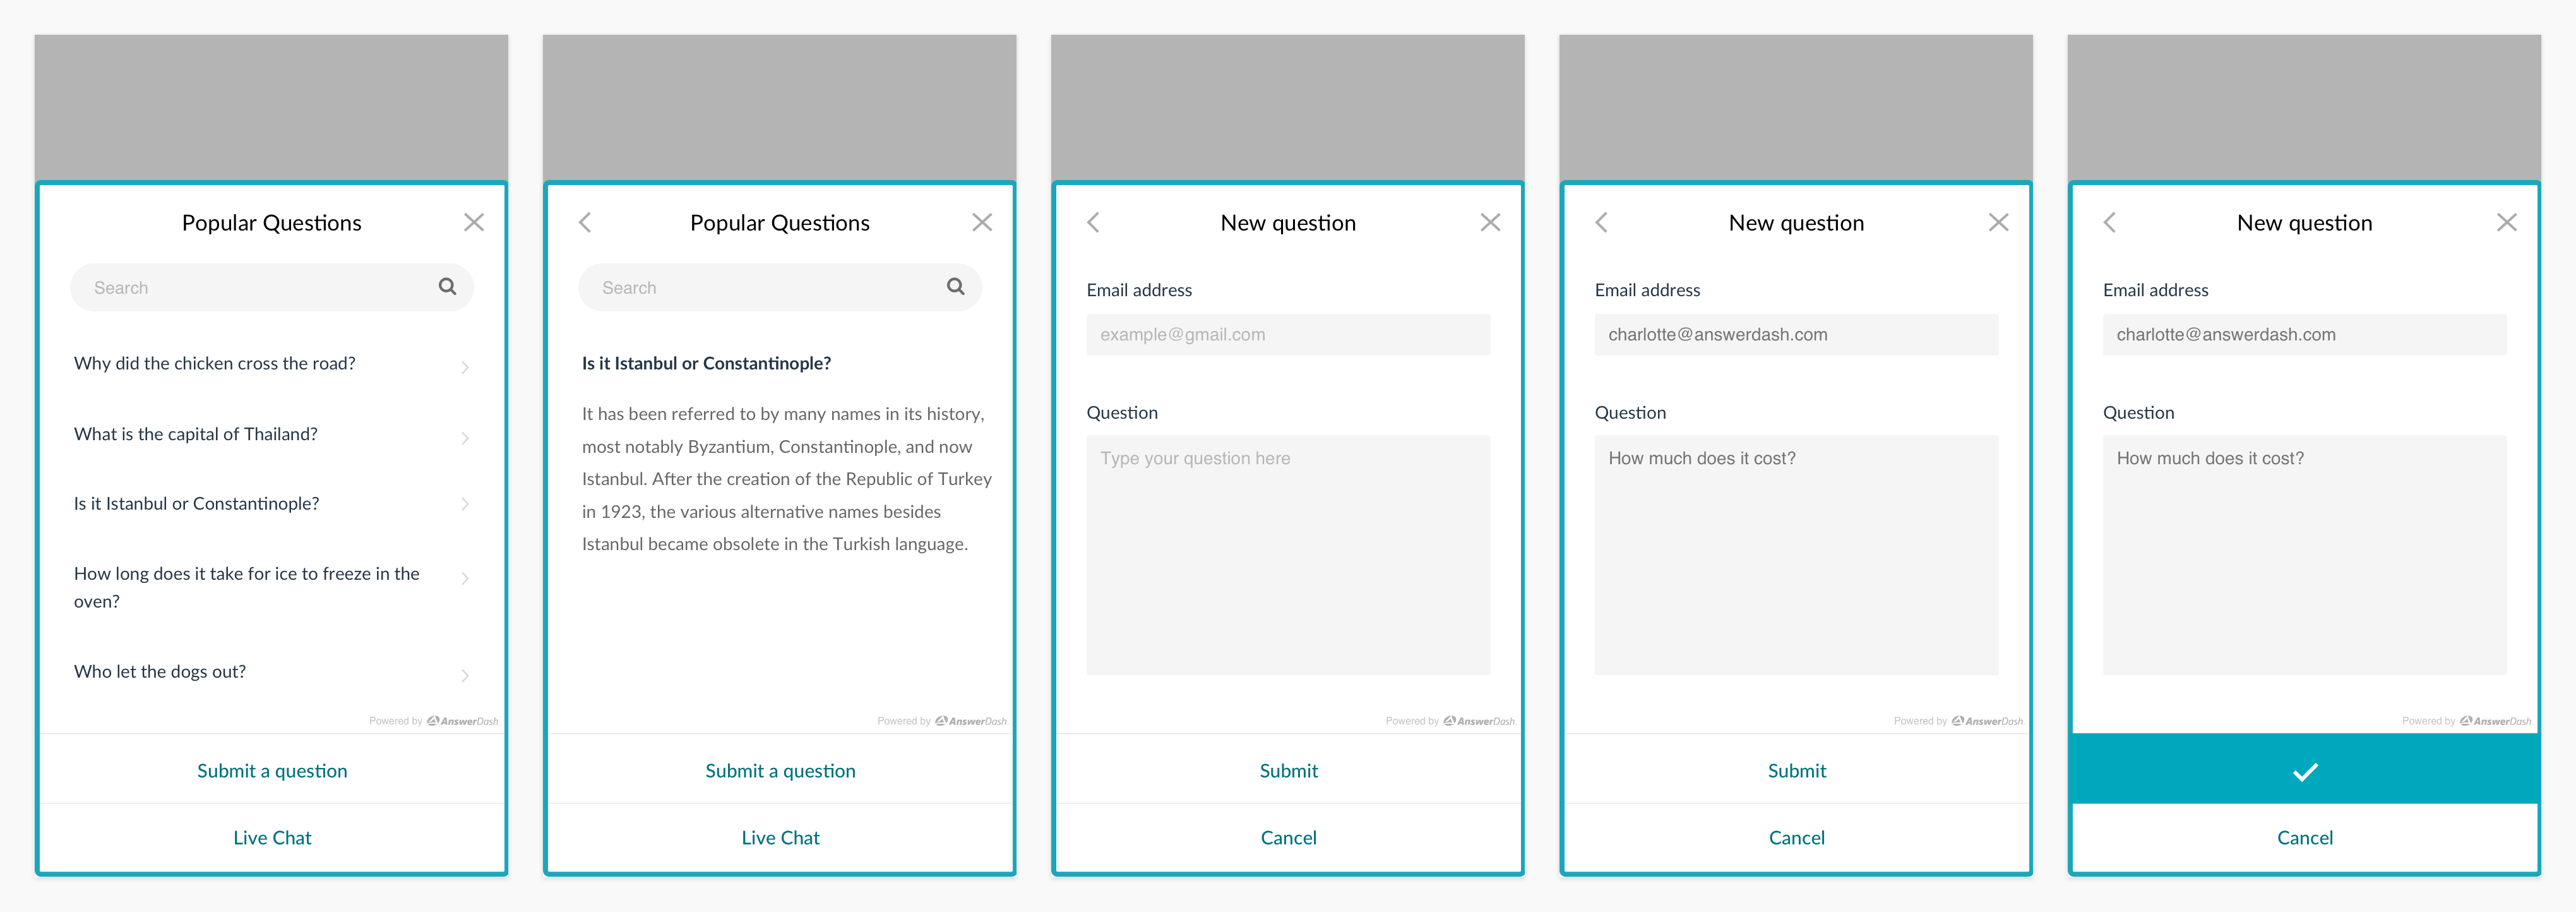 Popular Questions
Search
Why did the chicken cross the road?
What is the capital of Thailand?
Is it Istanbul or Constantinople?
How long does it take for ice to freeze in the
oven?
Who let the dogs out?
Powered by AnswerDash
Submit a question
Live Chat
Popular Questions
Search
Is it Istanbul or Constantinople?
It has been referred to by many names in its history,
most notably Byzantium, Constantinople, and now
Istanbul. After the creation of the Republic of Turkey
in 1923, the various alternative names besides
Istanbul became obsolete in the Turkish language.
Powered by AnswerDash
Submit a question
Live Chat
New question
Email address
example@gmail.com
Question
Type your question here
Powered by AnswerDash
Submit
Cancel
New question
Email address
charlotte@answerdash.com
Question
How much does it cost?
Powered by AnswerDash
Submit
Cancel
New question
Email address
charlotte@answerdash.com
Question
How much does it cost?
Powered by AnswerDash
Cancel